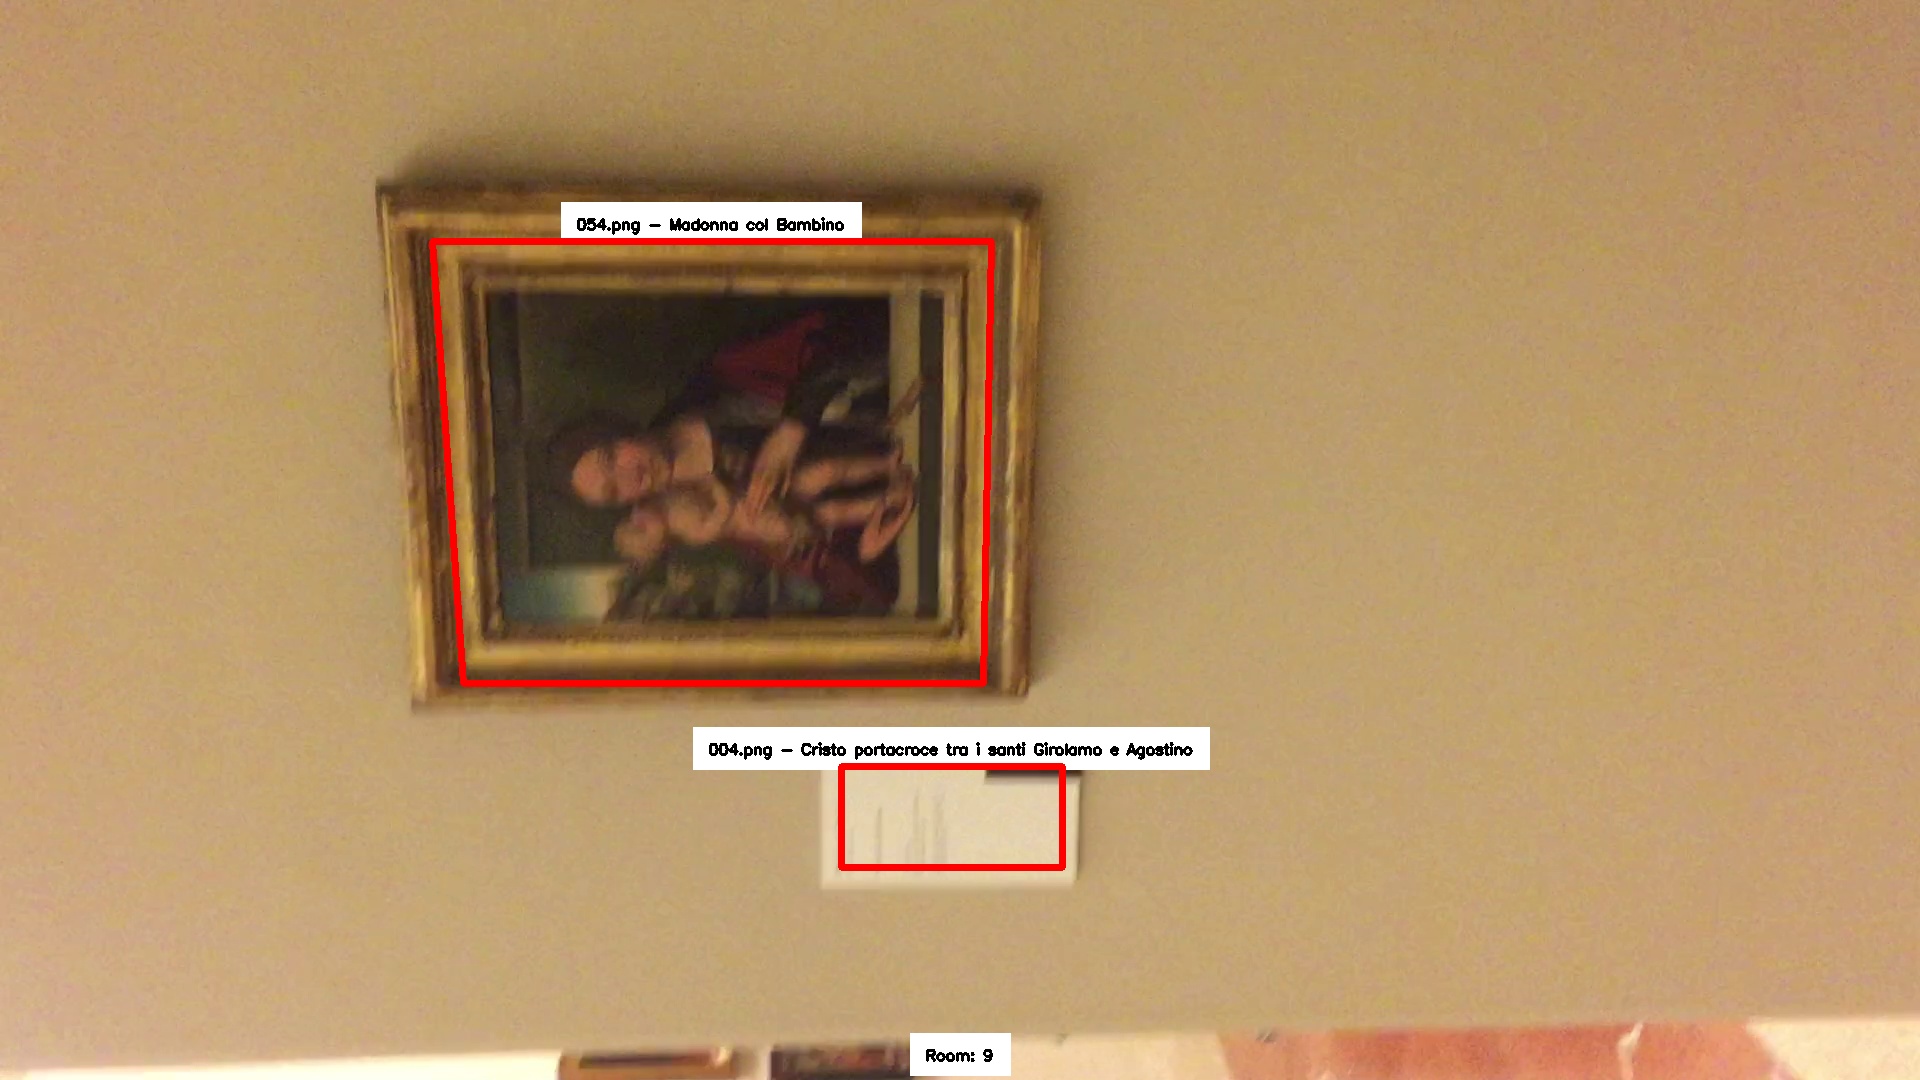 054.png - Madonna col Bambino
004.png - Cristo portacroce tra i santi Girolamo e Agostino
Room: 9